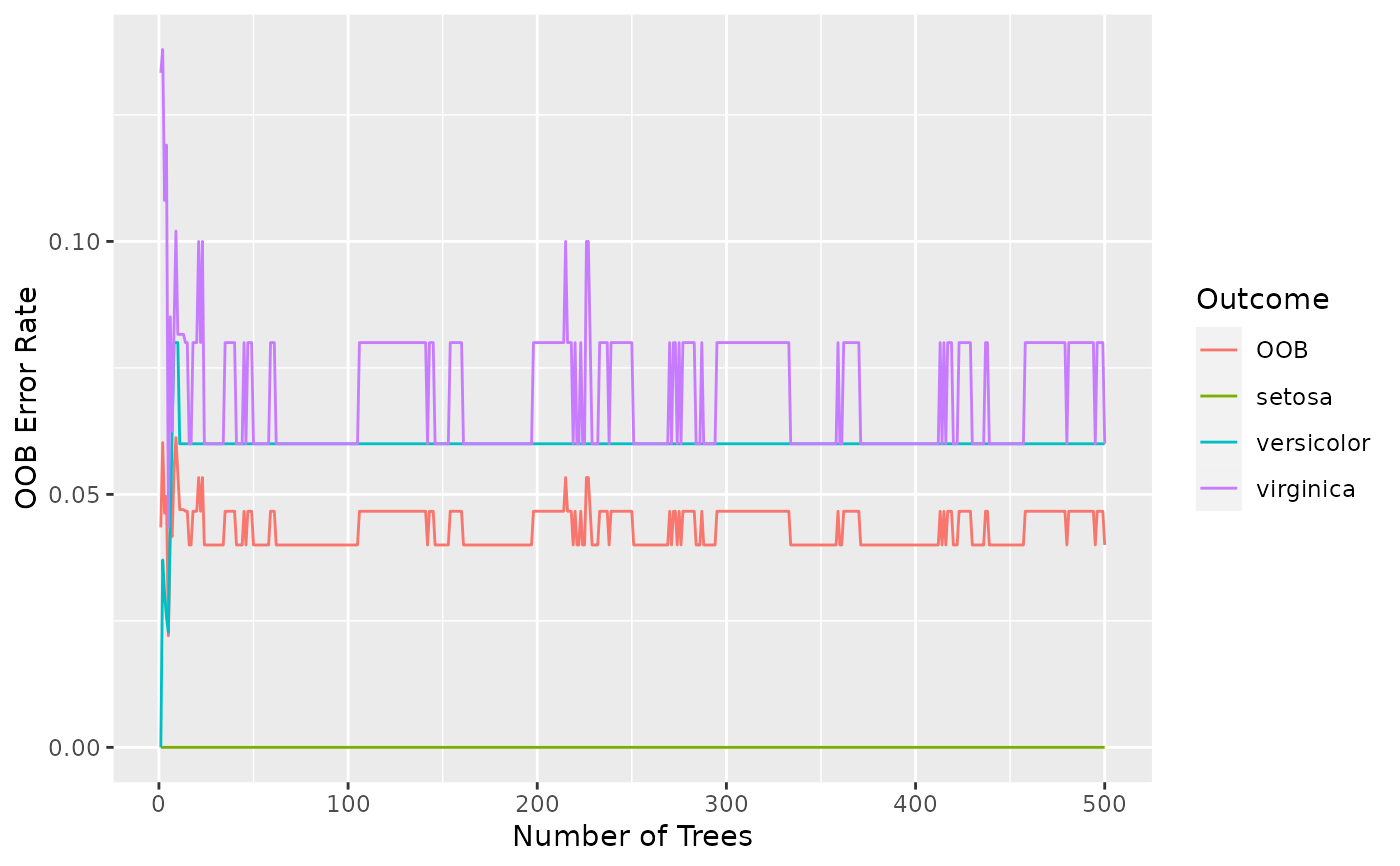 OOB Error Rate
0.10
0.05
0.00
0
100
200
300
400
500
Number of Trees
Outcome
OOB
setosa
versicolor
virginica